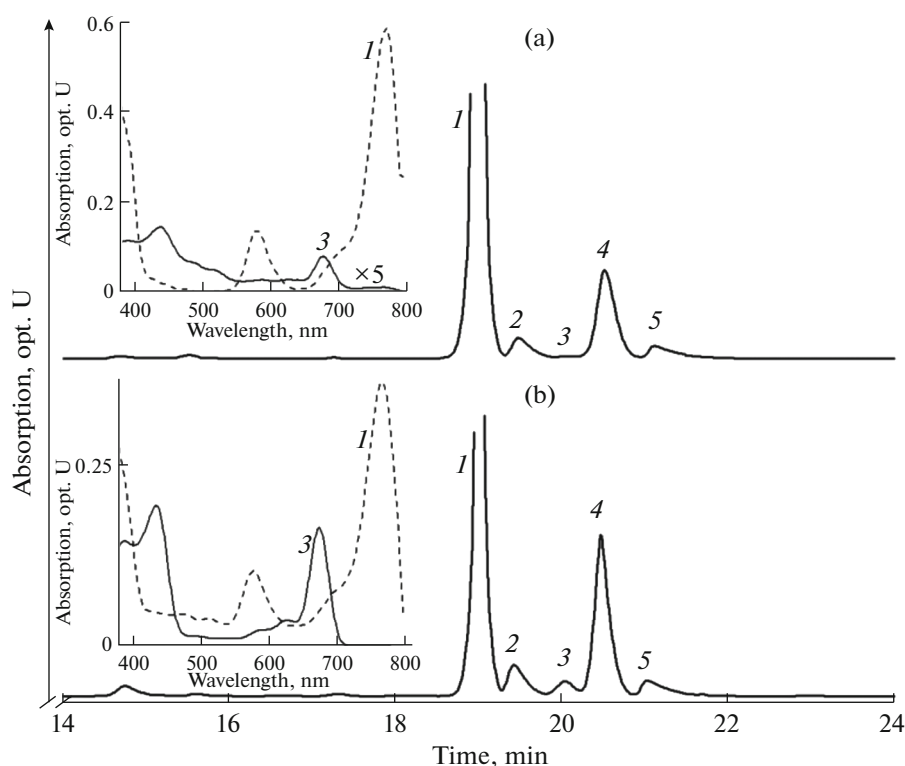 (a)
0.6
0.4
0.2
0
Absorption, opt. U
1
3
×5
400 500 600 700 800
Wavelength, nm
1
2
3
4
5
(b)
0.25
0
Absorption, opt. U
1
3
400 500 600 700 800
Wavelength, nm
1
2
3
4
5
Absorption, opt. U
14 16 18 20 22 24
Time, min